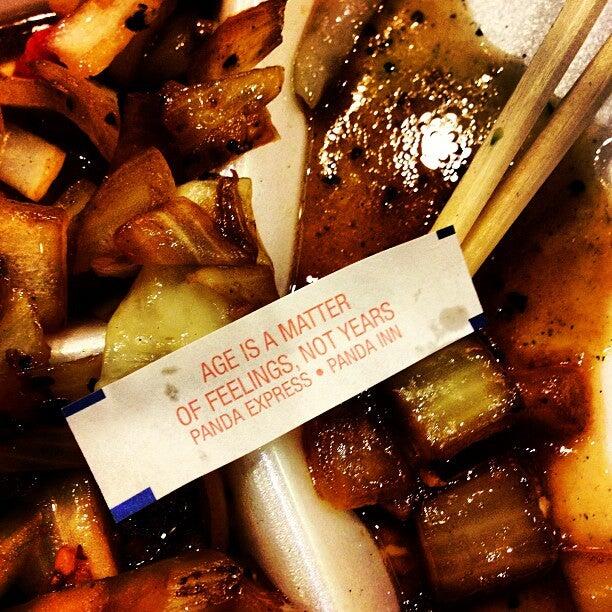 AGE IS A MATTER
OF FEELINGS, NOT YEARS
PANDA EXPRESS • PANDA INN